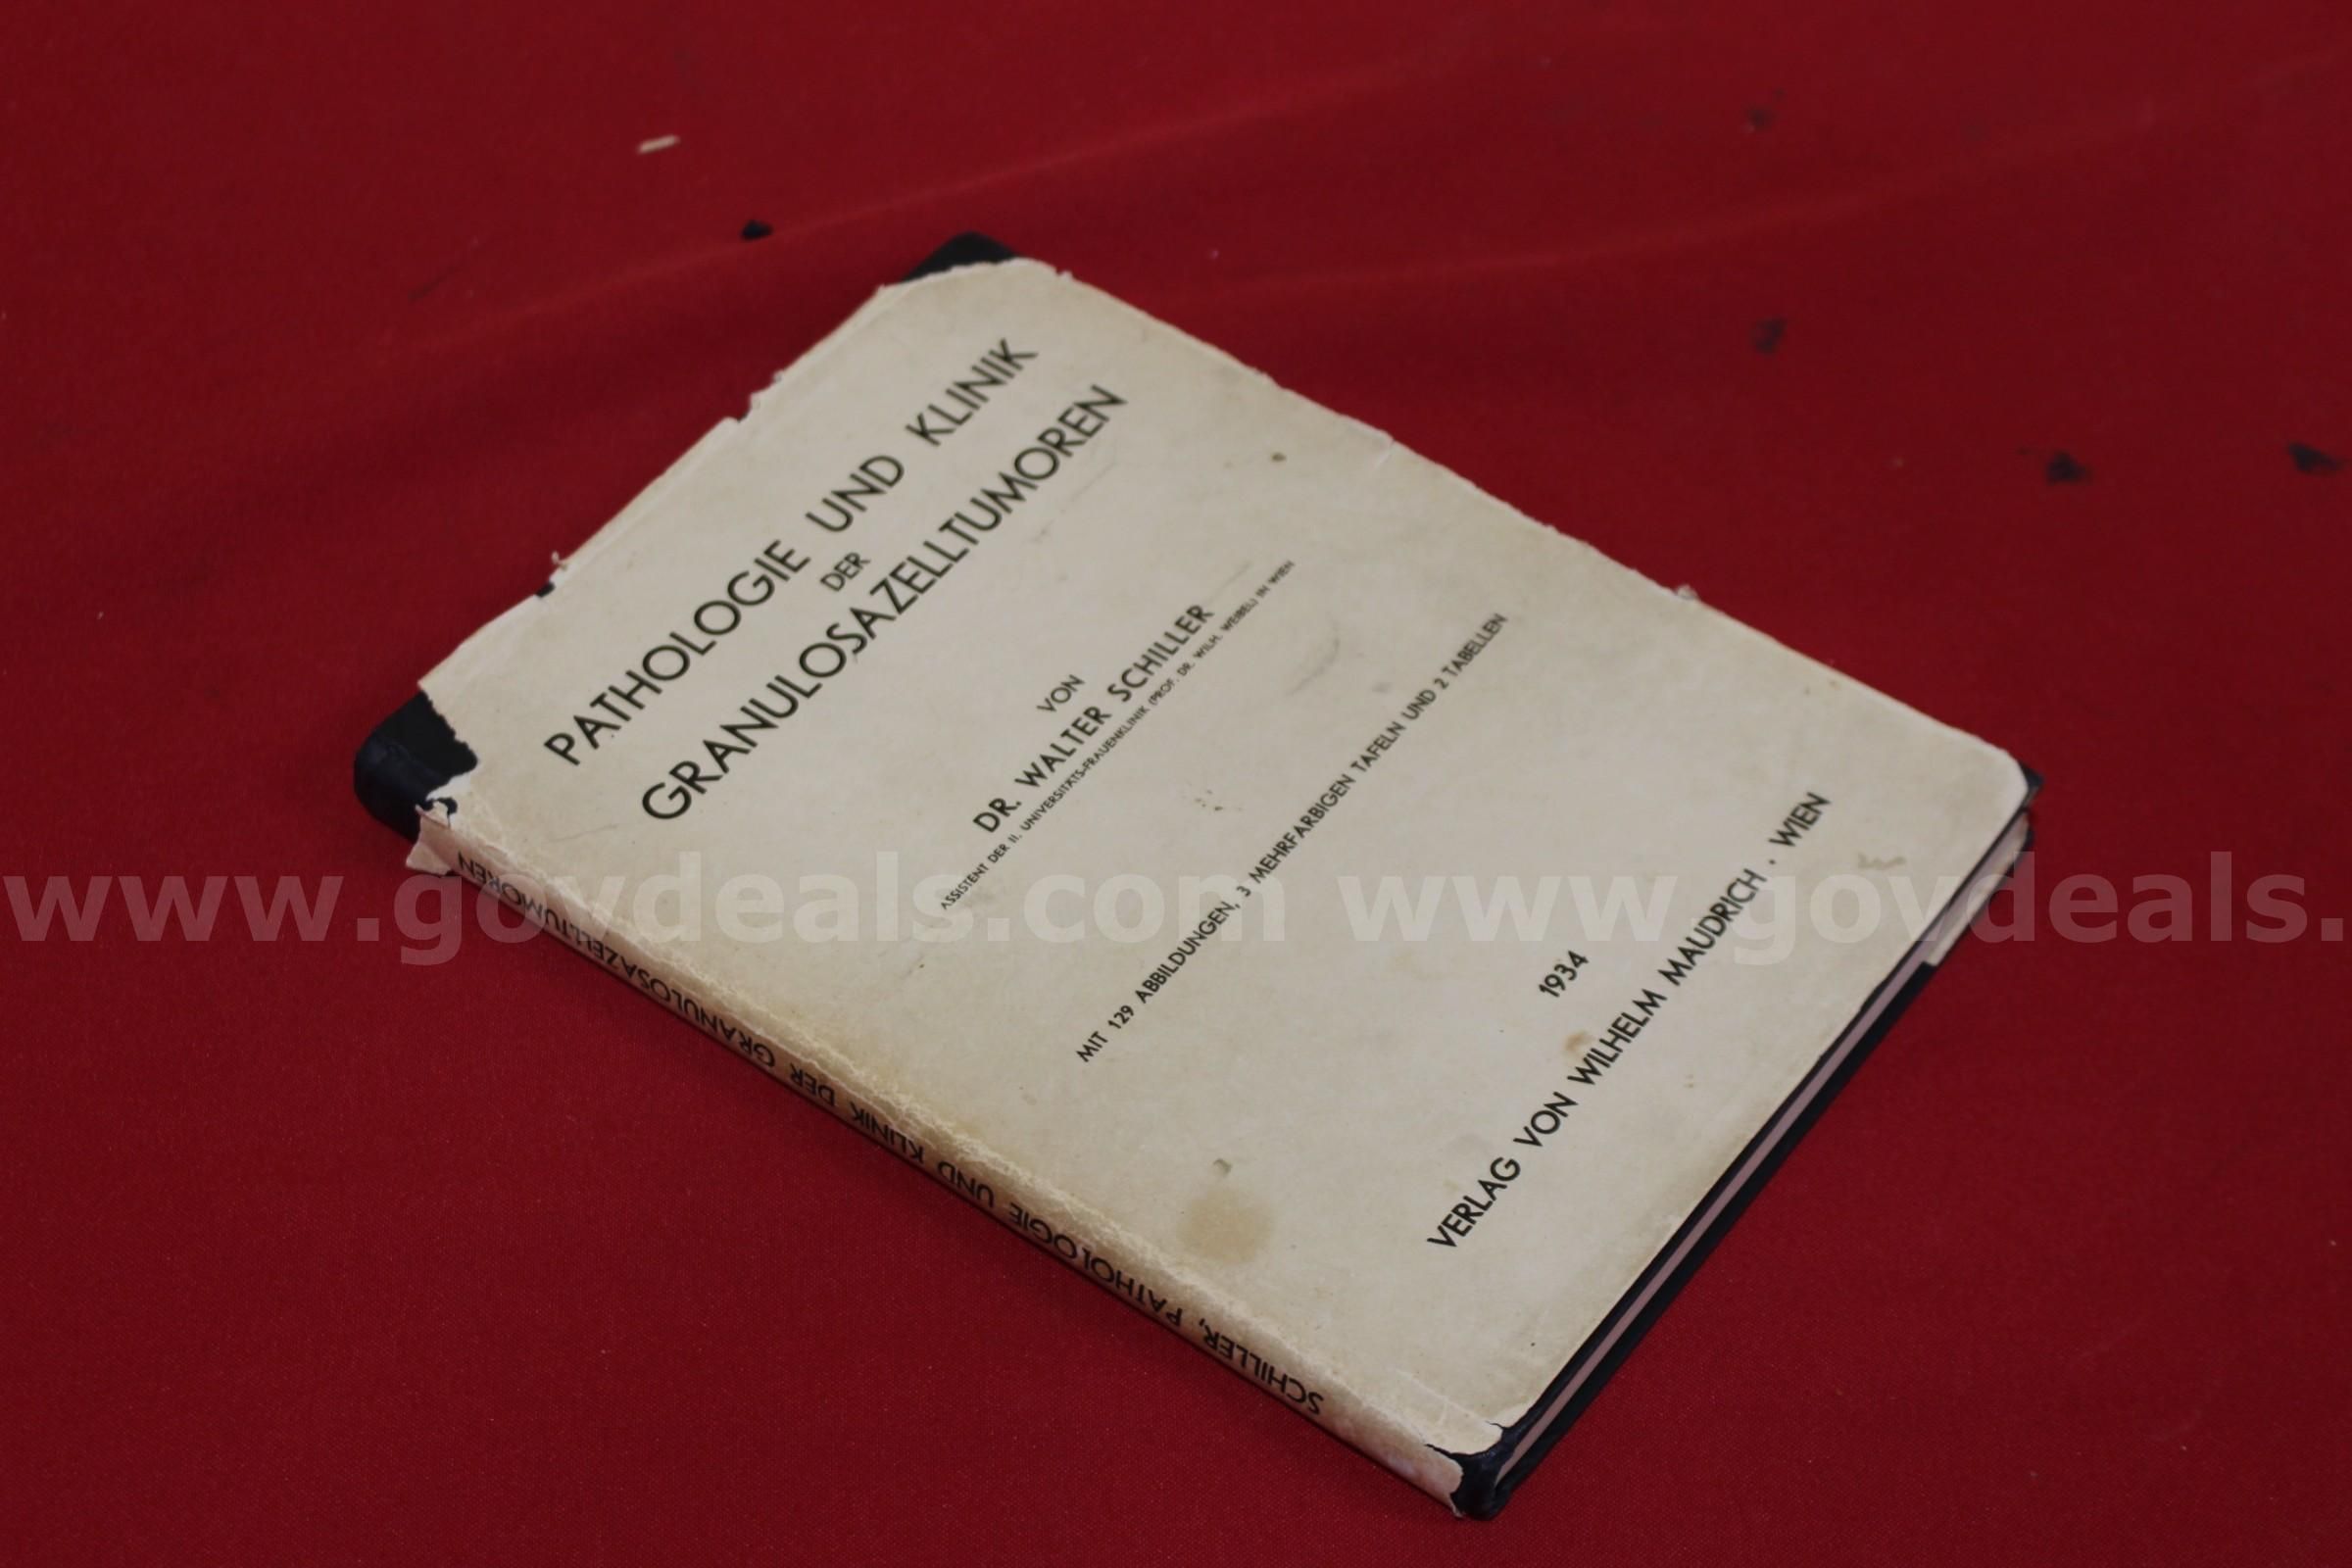 PATHOLOGIE UND KLINIK
DER
GRANULOSAZELLTUMOREN
VON
DR. WALTER SCHILLER
ASSISTENT DER II. UNIVERSITÄTS-FRAUENKLINIK (PROF. DR. WILH. WEIBEL) IN WIEN
MIT 129 ABBILDUNGEN, 3 MEHRFARBIGEN TAFELN UND 2 TABELLEN
1934
VERLAG VON WILHELM MAUDRICH · WIEN
SCHILLER, PATHOLOGIE UND KLINIK DER GRANULOSAZELLTUMOREN
www.govdeals.com www.govdeals.